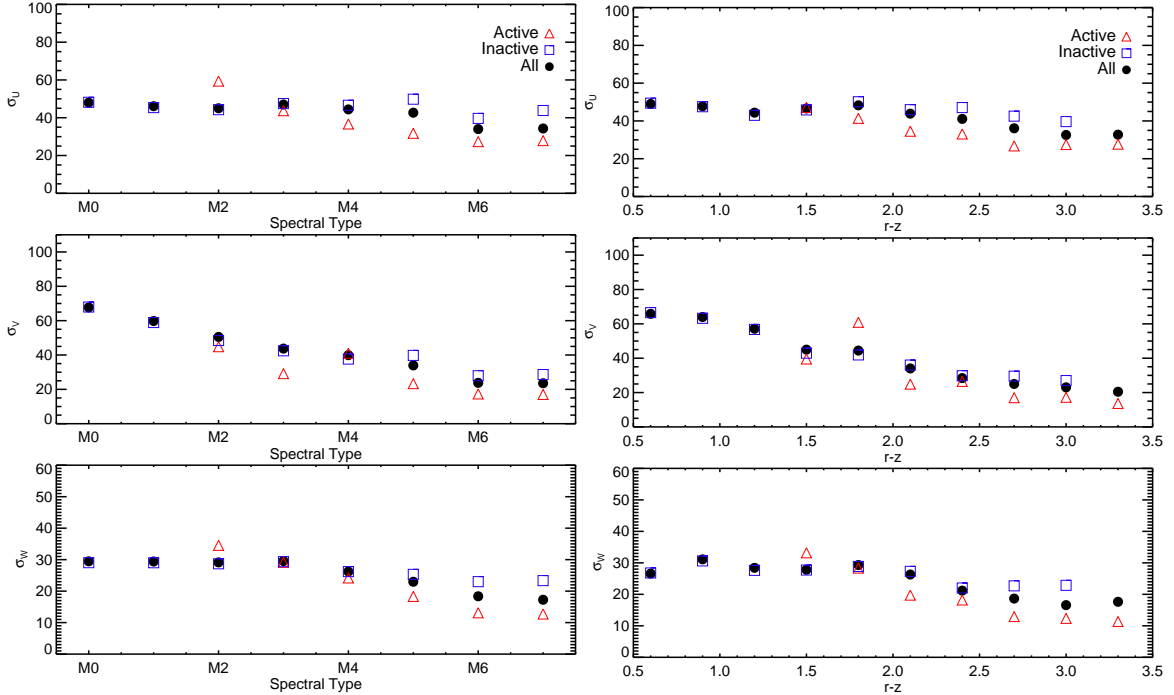 100
80
60
40
20
0
σU
Active
Inactive
All
M0
M2
M4
M6
Spectral Type
100
80
60
40
20
0
σU
Active
Inactive
All
0.5
1.0
1.5
2.0
2.5
3.0
3.5
r-z
100
80
60
40
20
0
σV
M0
M2
M4
M6
Spectral Type
100
80
60
40
20
0
σV
0.5
1.0
1.5
2.0
2.5
3.0
3.5
r-z
60
50
40
30
20
10
0
σW
M0
M2
M4
M6
Spectral Type
60
50
40
30
20
10
0
σW
0.5
1.0
1.5
2.0
2.5
3.0
3.5
r-z